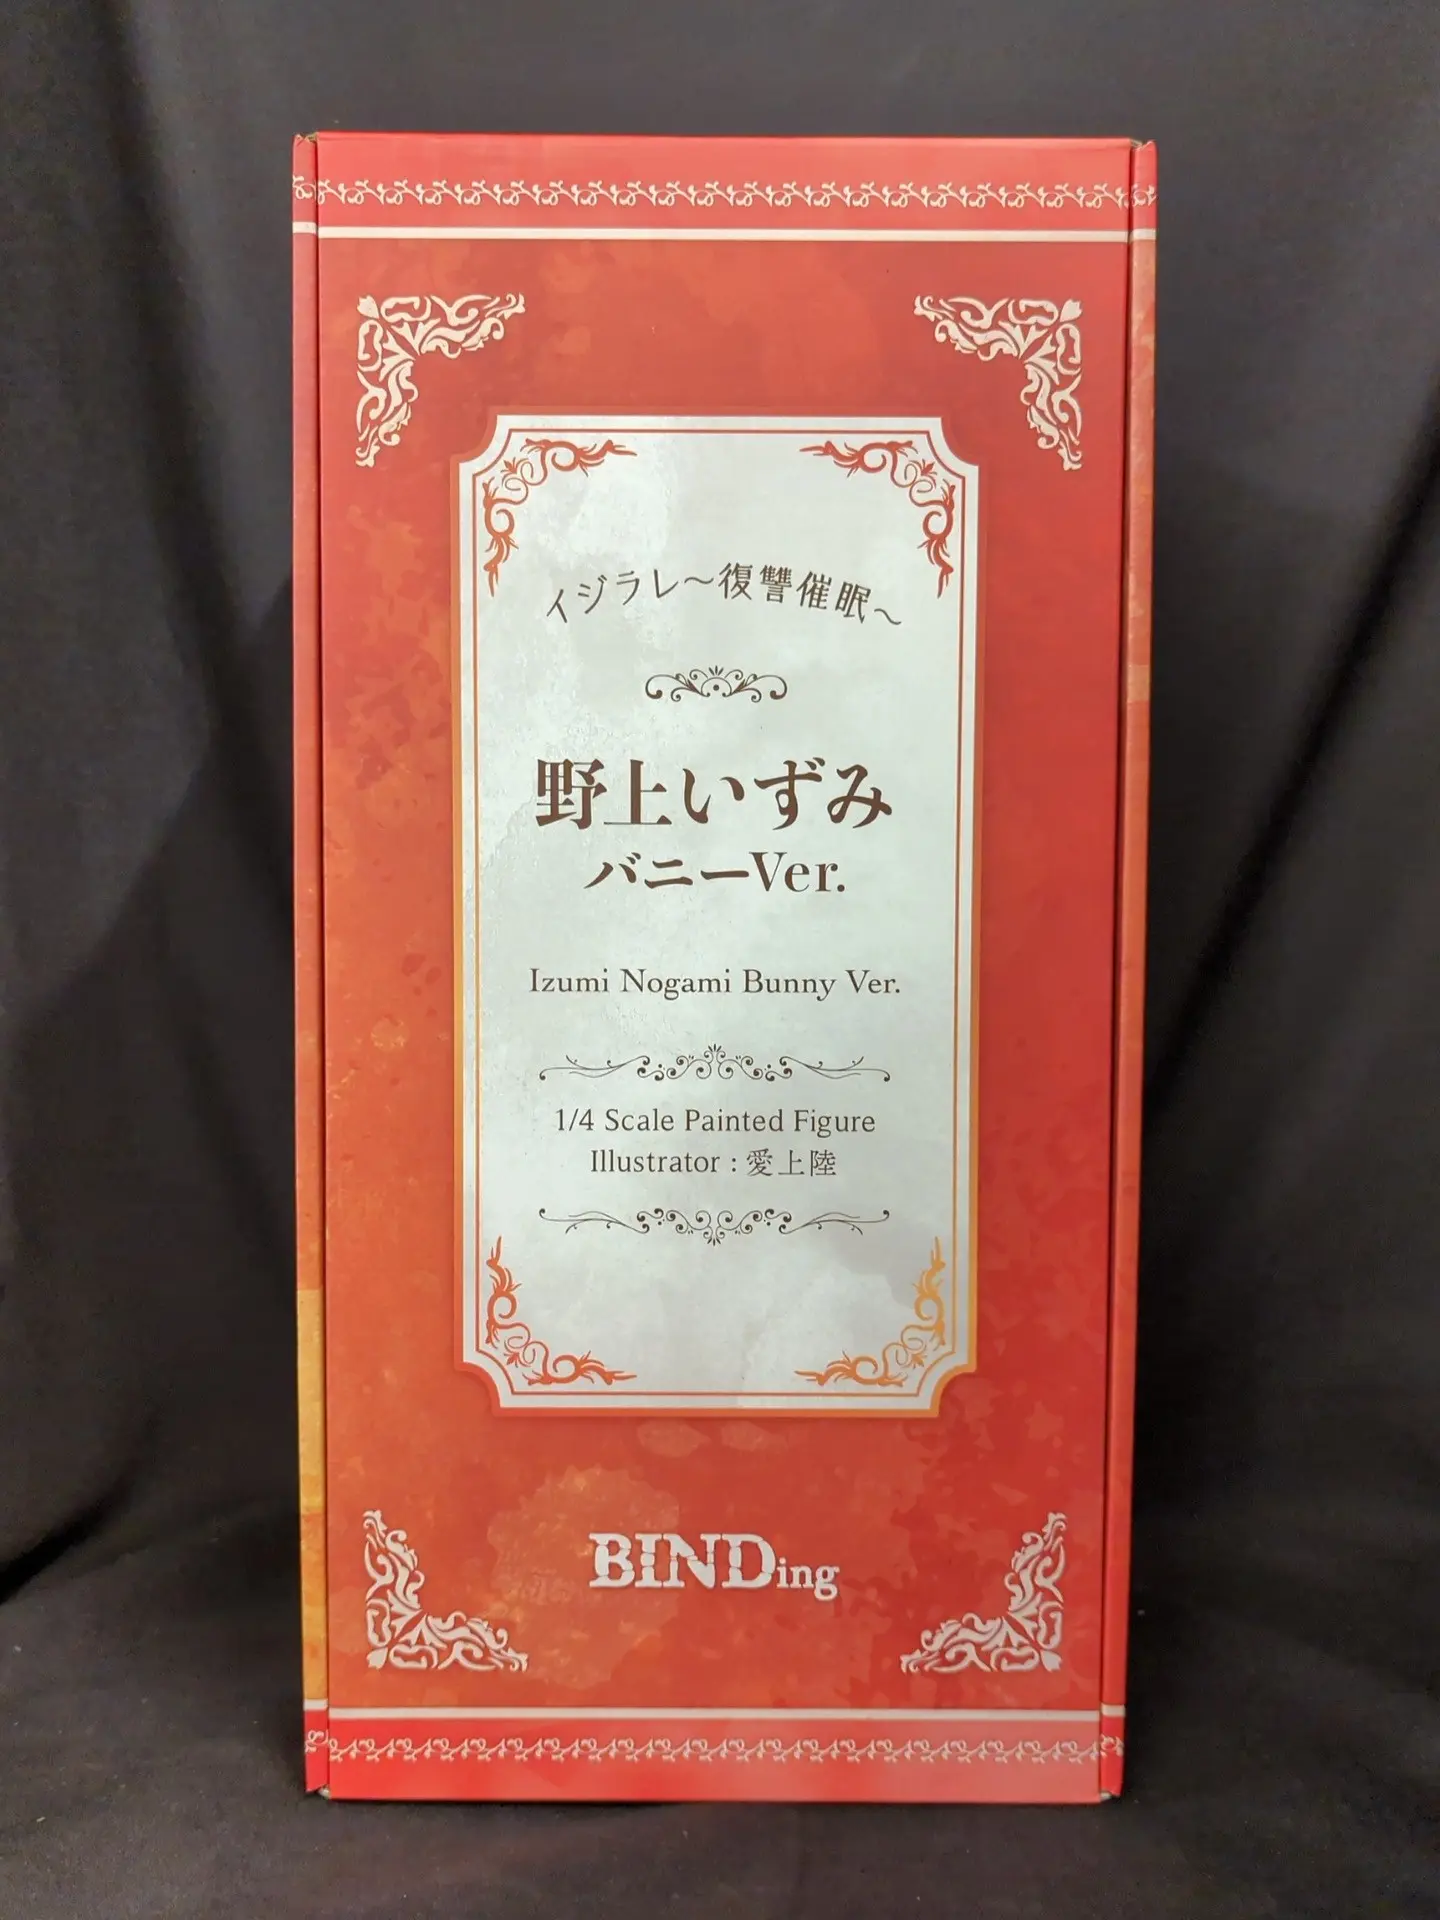 イジラレ～復讐催眠～
野上いずみ
バニーVer.
Izumi Nogami Bunny Ver.
1/4 Scale Painted Figure
Illustrator : 愛上陸
BINDing